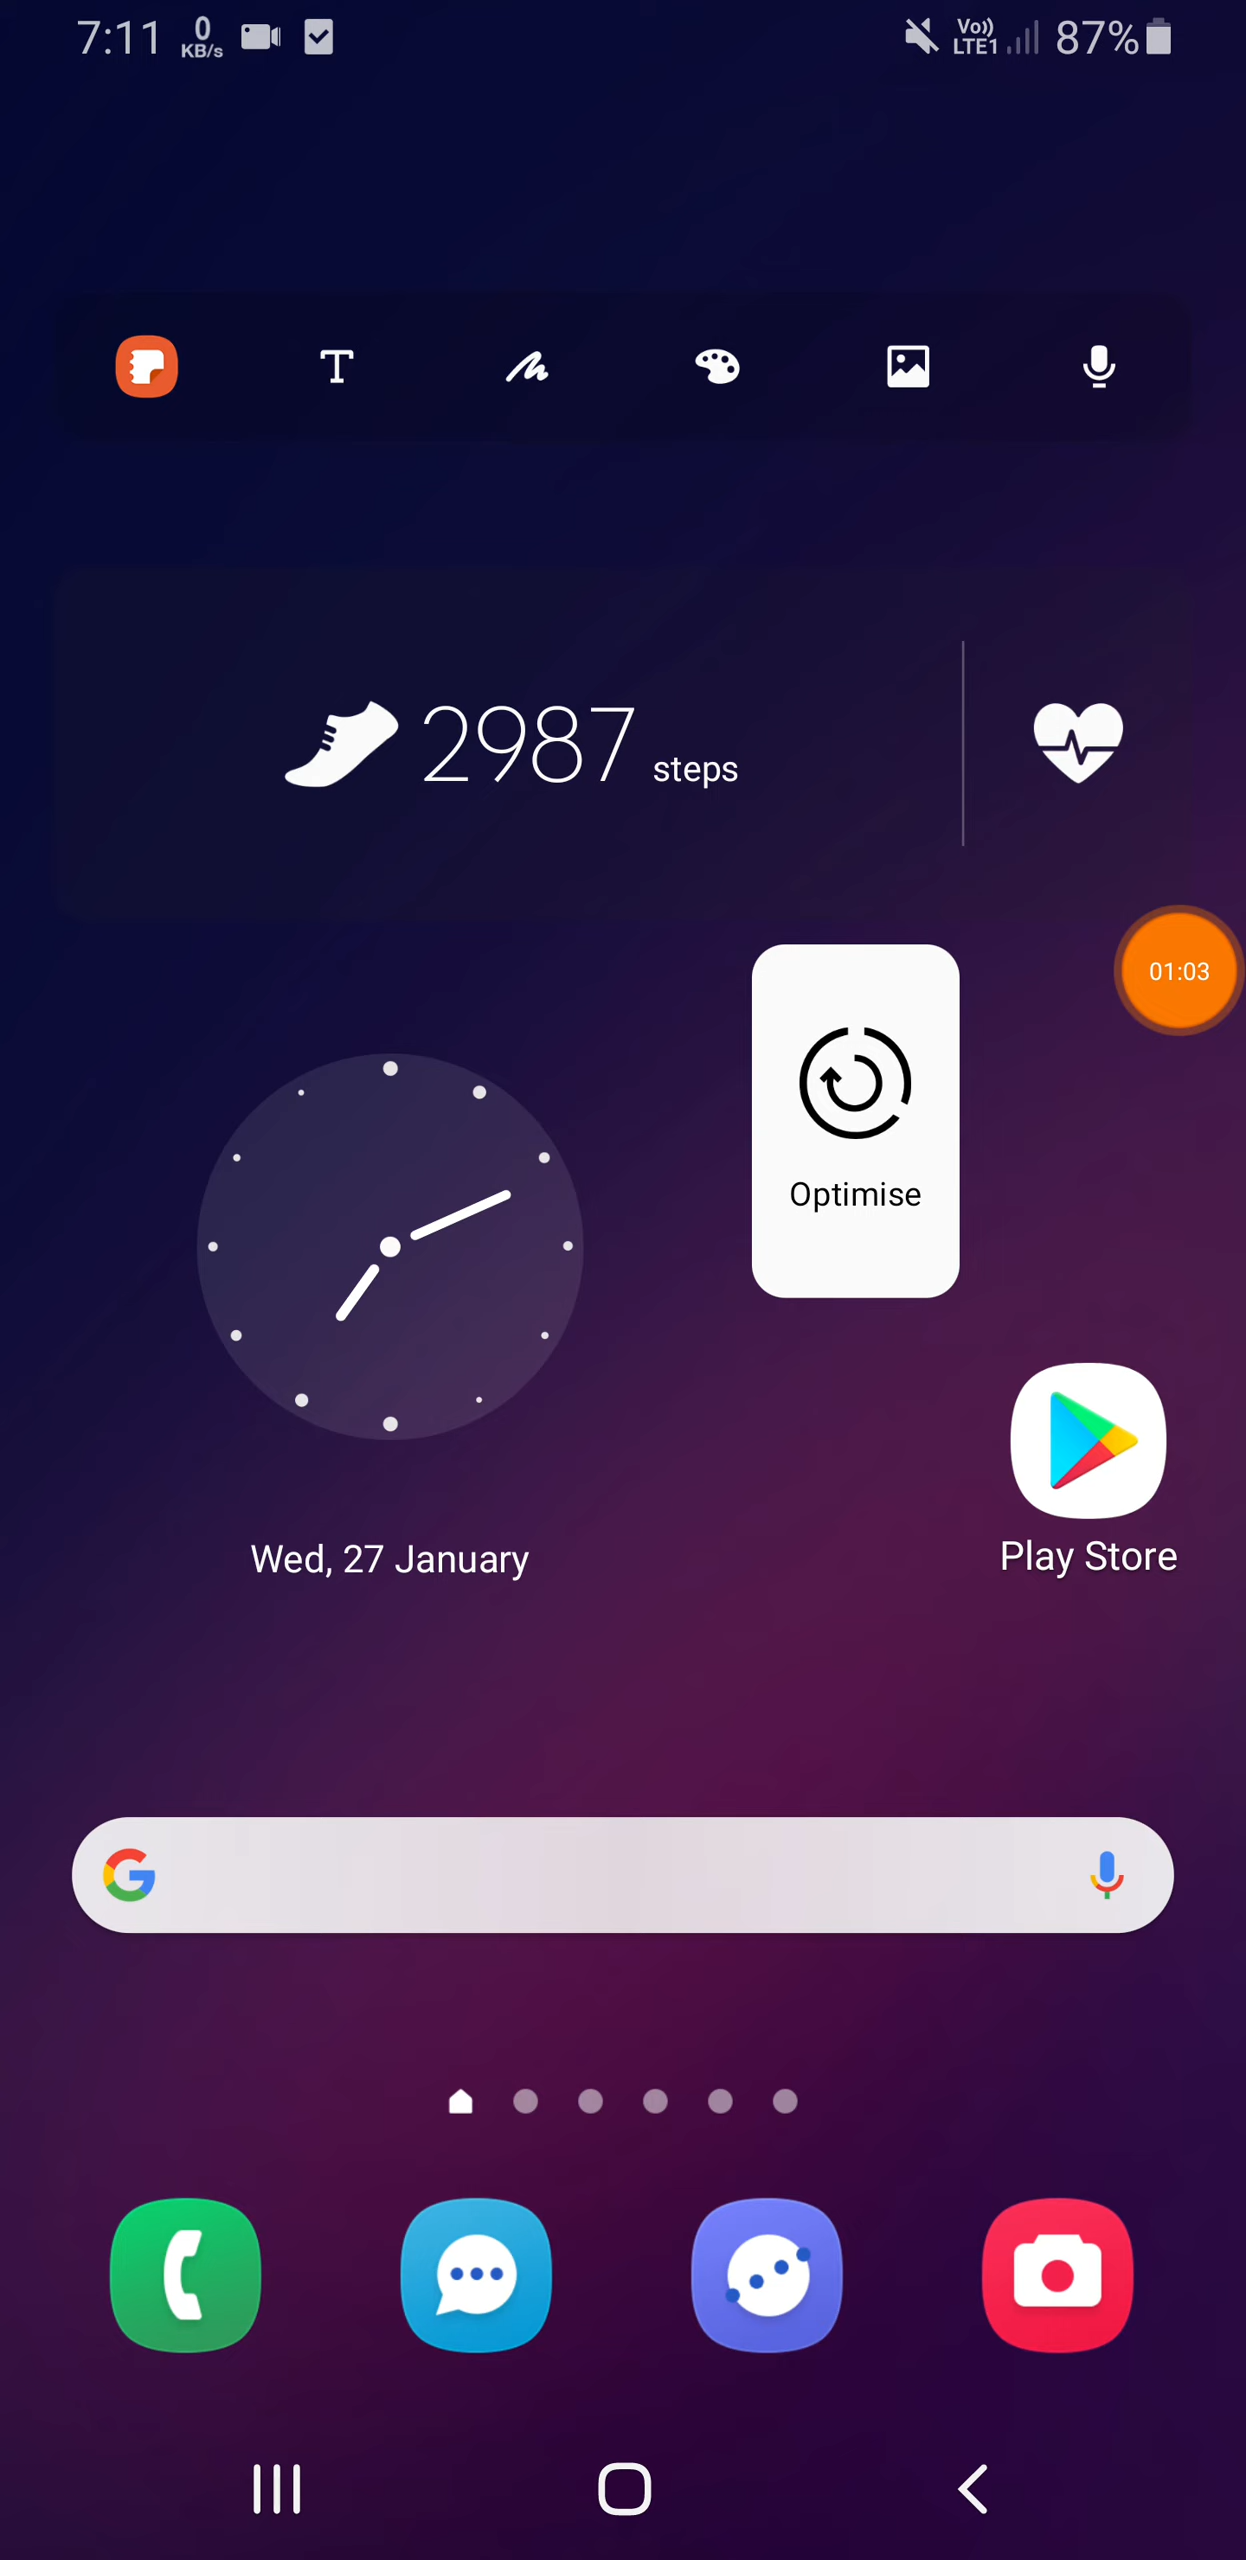 7:11 0 KB/s Vo)) LTE1 87%
2987 steps
01:03
Optimise
Wed, 27 January
Play Store